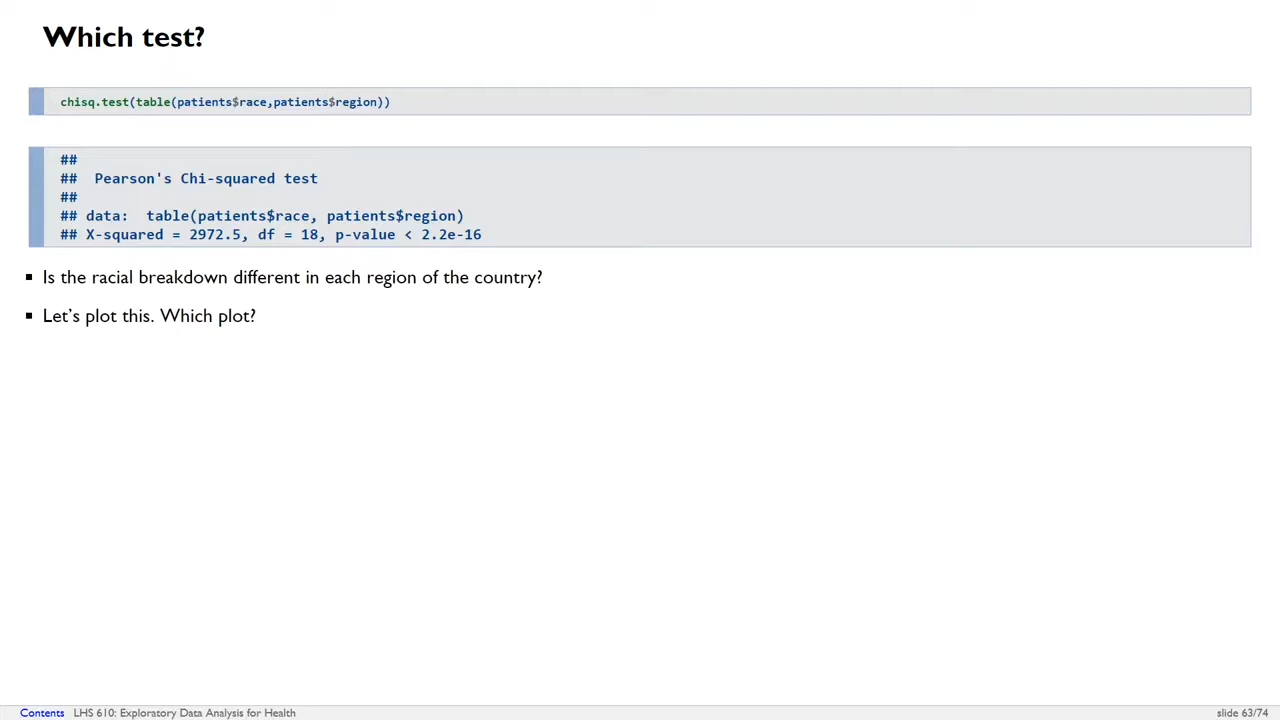 Which test?
chisq.test(table(patients$race,patients$region))
##
##  Pearson's Chi-squared test
##
## data:  table(patients$race, patients$region)
## X-squared = 2972.5, df = 18, p-value < 2.2e-16
▪ Is the racial breakdown different in each region of the country?
▪ Let’s plot this. Which plot?
Contents LHS 610: Exploratory Data Analysis for Health slide 63/74